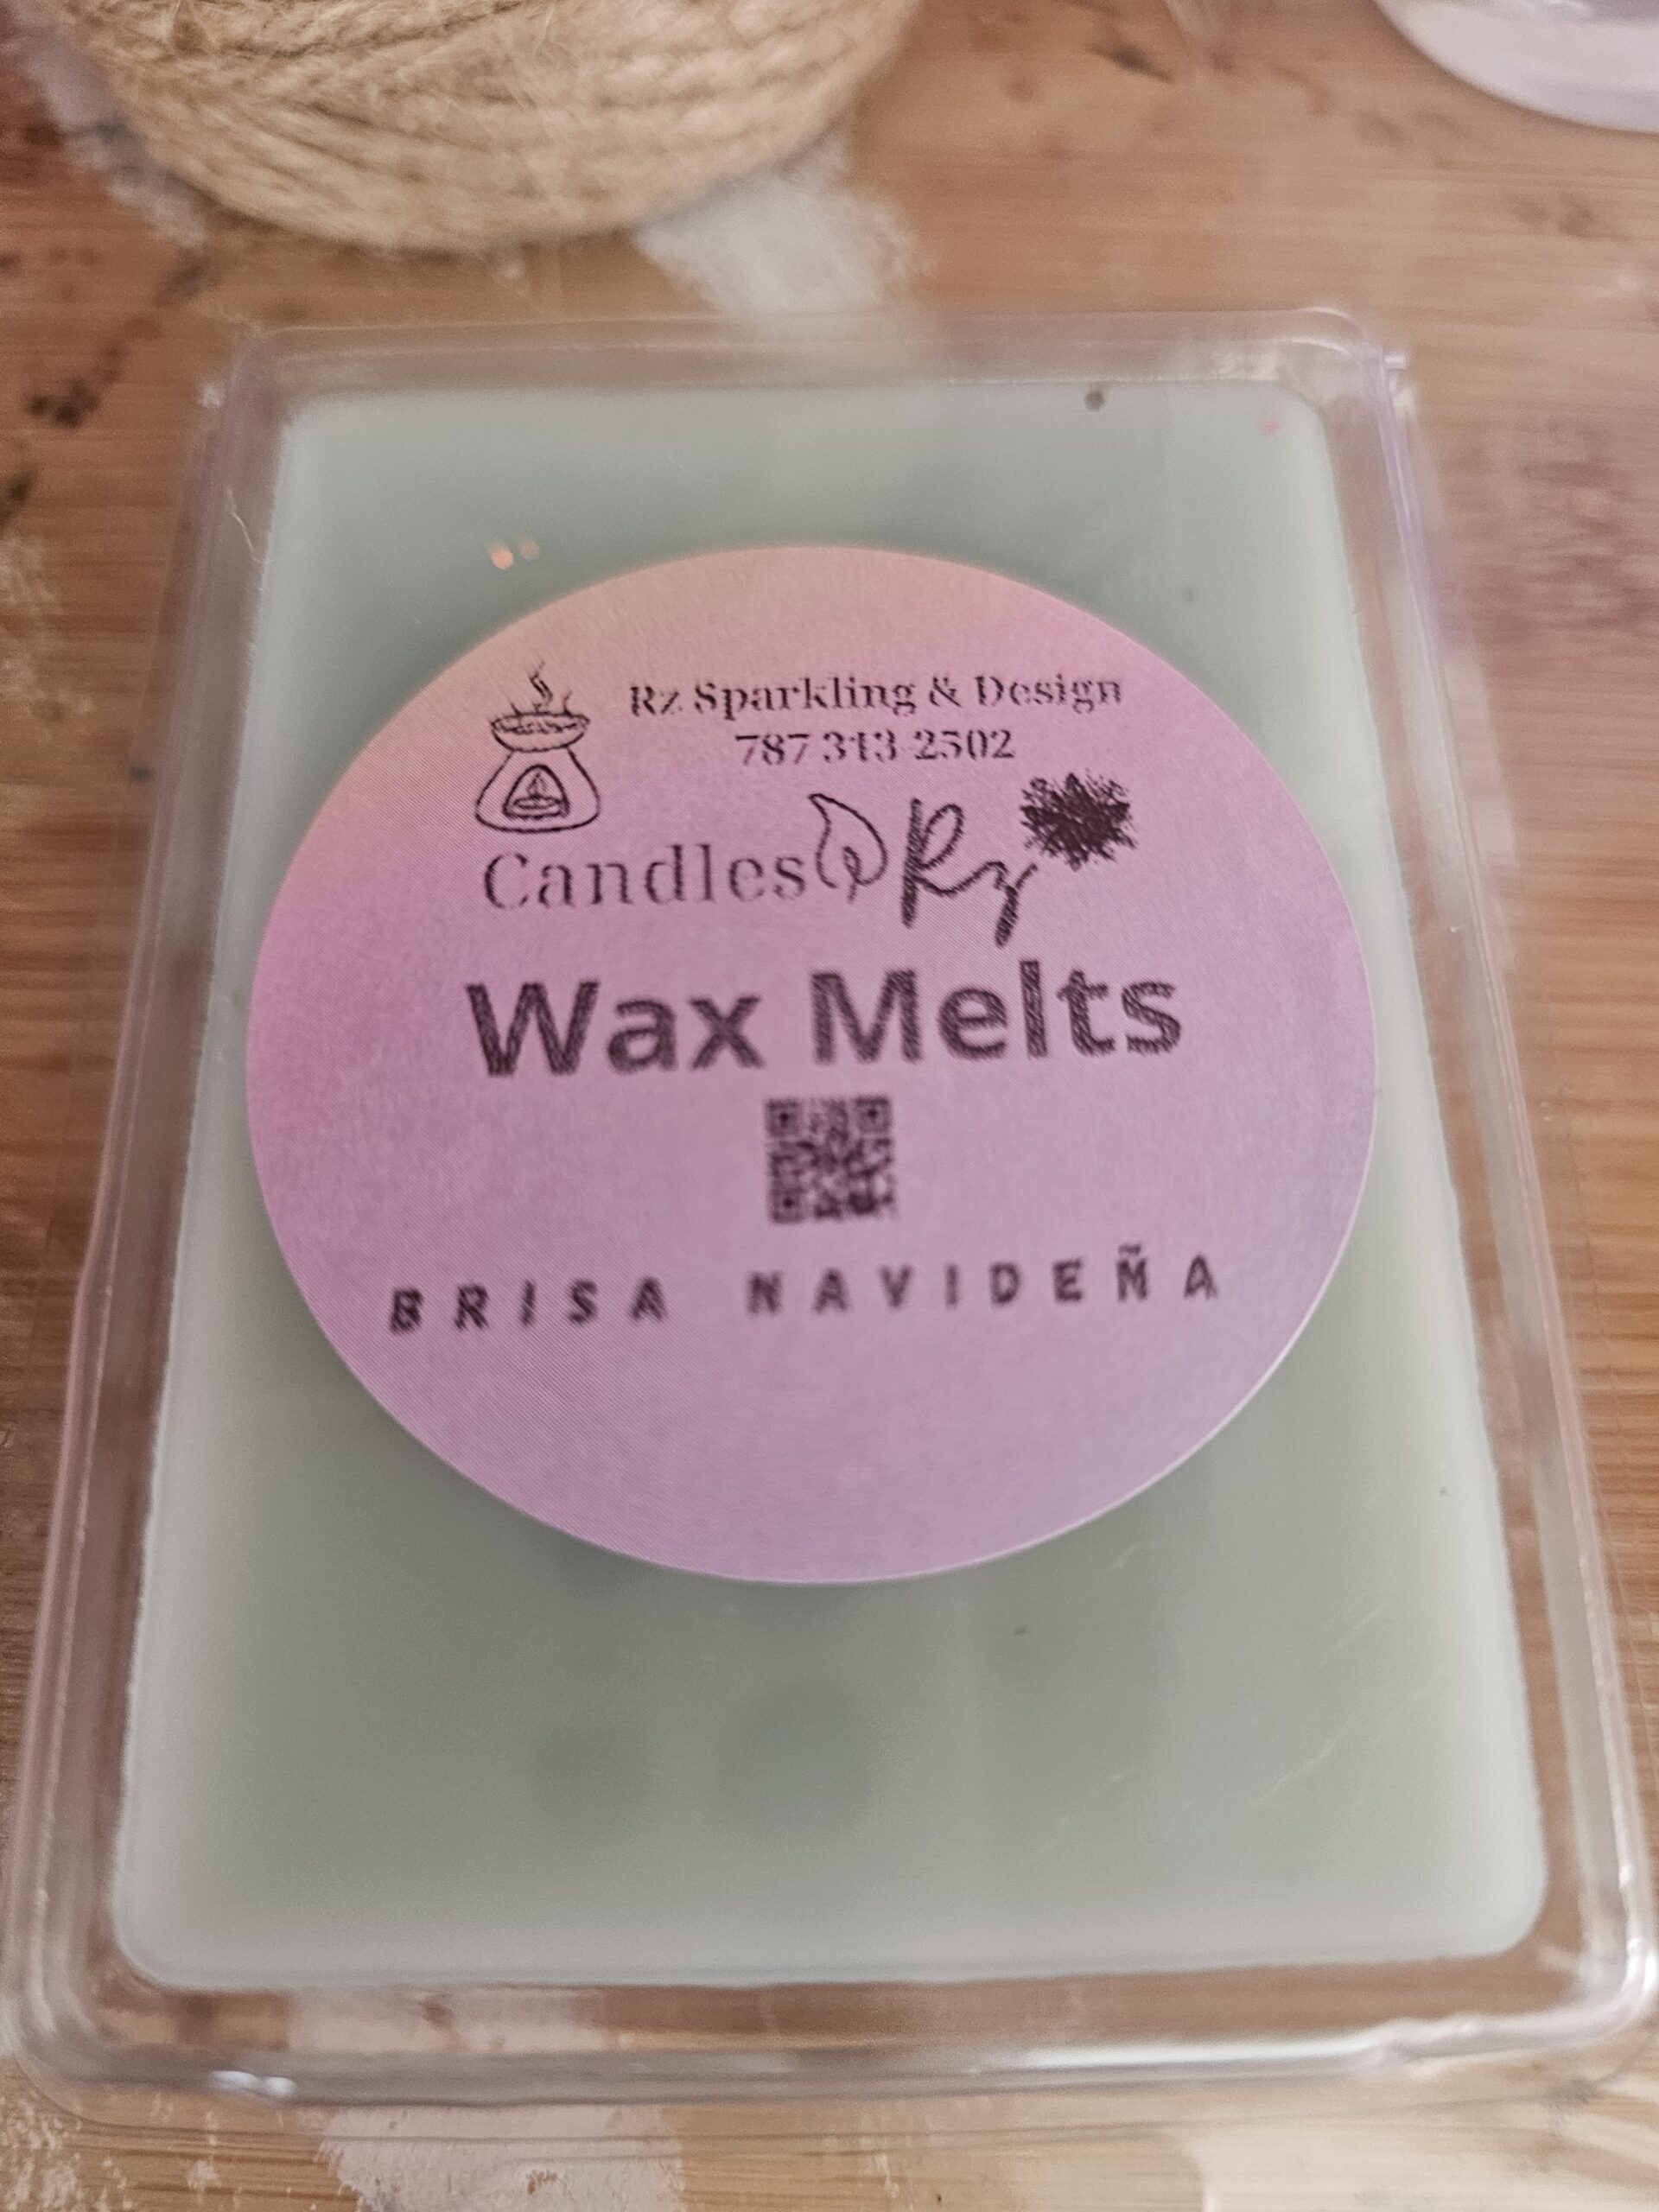 Rz Sparkling & Design
787 313 2502
Candles Rz
Wax Melts
BRISA NAVIDEÑA